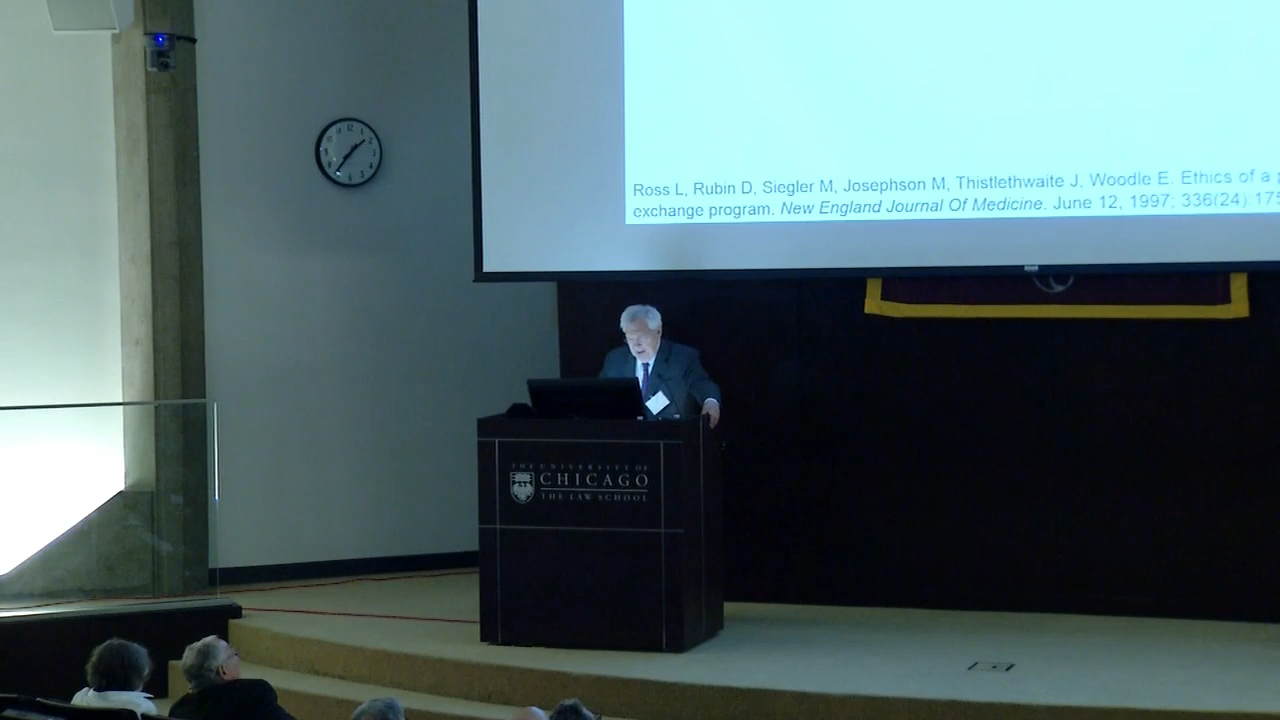 Ross L, Rubin D, Siegler M, Josephson M, Thistlethwaite J, Woodle E. Ethics of a
exchange program. New England Journal Of Medicine. June 12, 1997; 336(24) 175
THE UNIVERSITY OF
CHICAGO
THE LAW SCHOOL